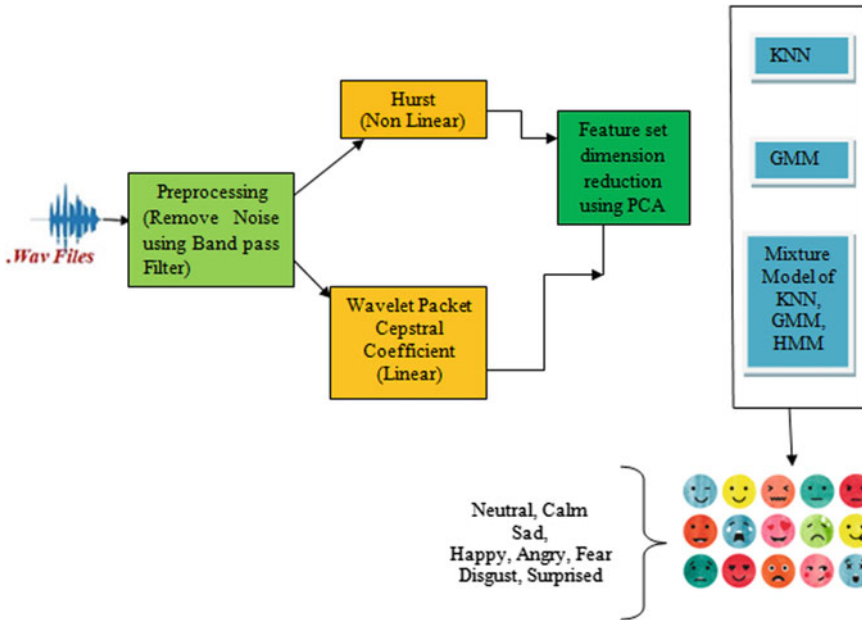 .Wav Files
Preprocessing
(Remove Noise
using Band pass
Filter)
Hurst
(Non Linear)
Wavelet Packet
Cepstral
Coefficient
(Linear)
Feature set
dimension
reduction
using PCA
KNN
GMM
Mixture
Model of
KNN,
GMM,
HMM
Neutral, Calm
Sad,
Happy, Angry, Fear
Disgust, Surprised